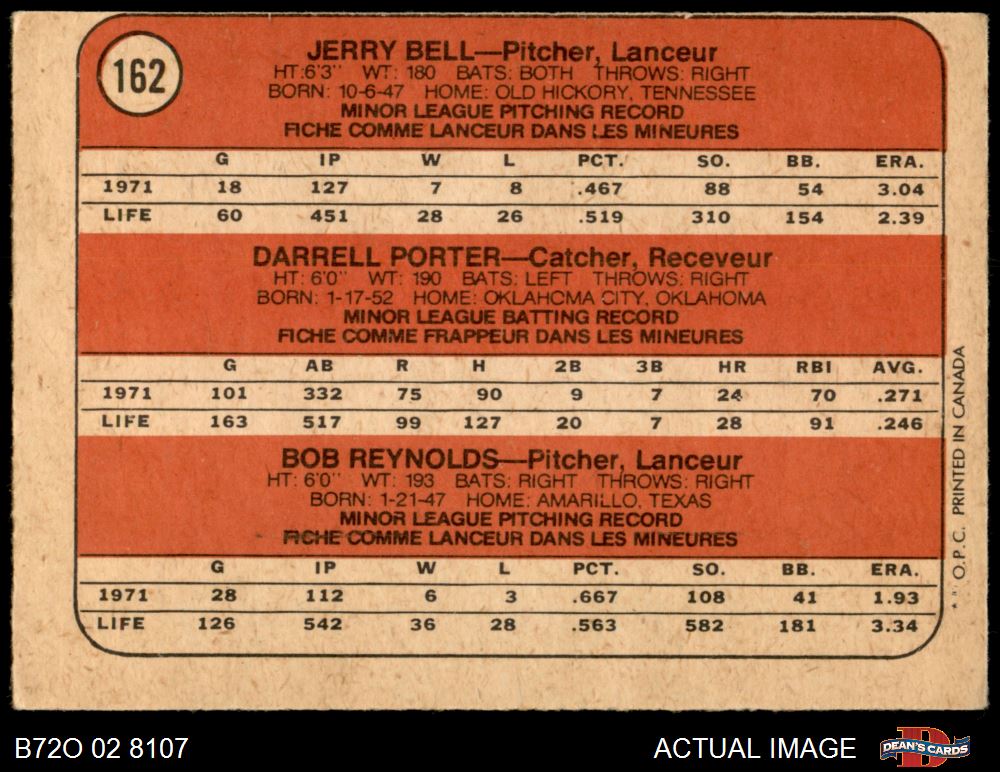 162
JERRY BELL—Pitcher, Lanceur
HT:6'3" WT: 180 BATS: BOTH THROWS: RIGHT
BORN: 10-6-47 HOME: OLD HICKORY, TENNESSEE
MINOR LEAGUE PITCHING RECORD
FICHE COMME LANCEUR DANS LES MINEURES
G IP W L PCT. SO. BB. ERA.
1971 18 127 7 8 .467 88 54 3.04
LIFE 60 451 28 26 .519 310 154 2.39
DARRELL PORTER—Catcher, Receveur
HT: 6'0" WT: 190 BATS: LEFT THROWS: RIGHT
BORN: 1-17-52 HOME: OKLAHOMA CITY, OKLAHOMA
MINOR LEAGUE BATTING RECORD
FICHE COMME FRAPPEUR DANS LES MINEURES
G AB R H 2B 3B HR RBI AVG.
1971 101 332 75 90 9 7 24 70 .271
LIFE 163 517 99 127 20 7 28 91 .246
BOB REYNOLDS—Pitcher, Lanceur
HT: 6'0" WT: 193 BATS: RIGHT THROWS: RIGHT
BORN: 1-21-47 HOME: AMARILLO, TEXAS
MINOR LEAGUE PITCHING RECORD
FICHE COMME LANCEUR DANS LES MINEURES
G IP W L PCT. SO. BB. ERA.
1971 28 112 6 3 .667 108 41 1.93
LIFE 126 542 36 28 .563 582 181 3.34
* * O.P.C. PRINTED IN CANADA
B72O 02 8107
ACTUAL IMAGE
D
DEAN'S CARDS